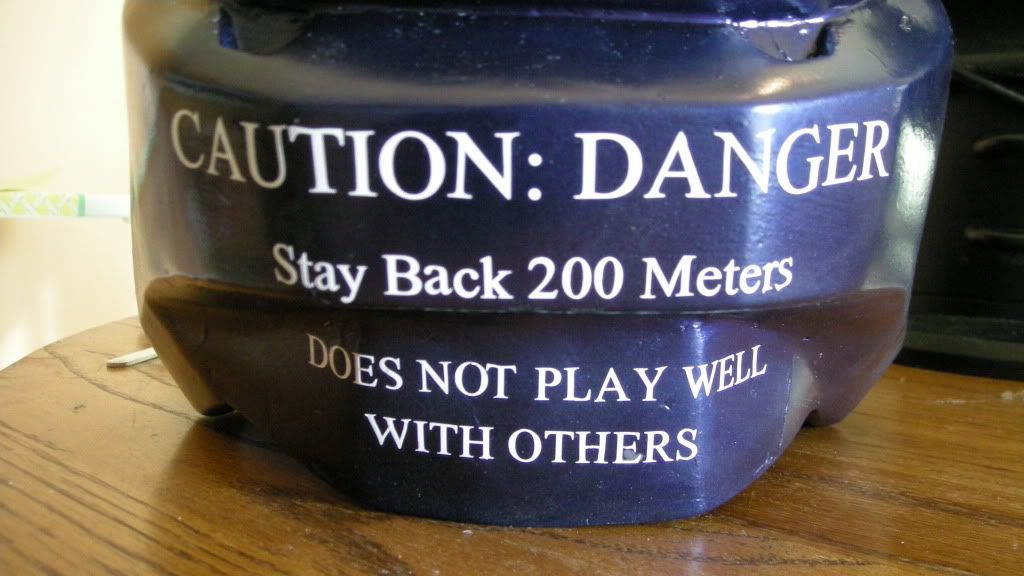 CAUTION: DANGER
Stay Back 200 Meters
DOES NOT PLAY WELL
WITH OTHERS